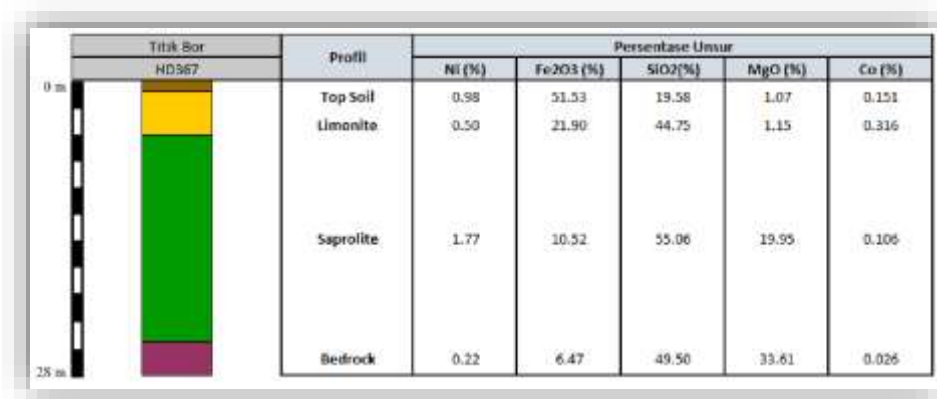 Titik Bor Profil Persentase Unsur
HD367 Ni (%) Fe2O3 (%) SiO2(%) MgO (%) Co (%)
0 m
Top Soil 0.98 51.53 19.58 1.07 0.151
Limonite 0.50 21.90 44.75 1.15 0.316
Saprolite 1.77 10.52 55.06 19.95 0.106
Bedrock 0.22 6.47 49.50 33.61 0.026
28 m